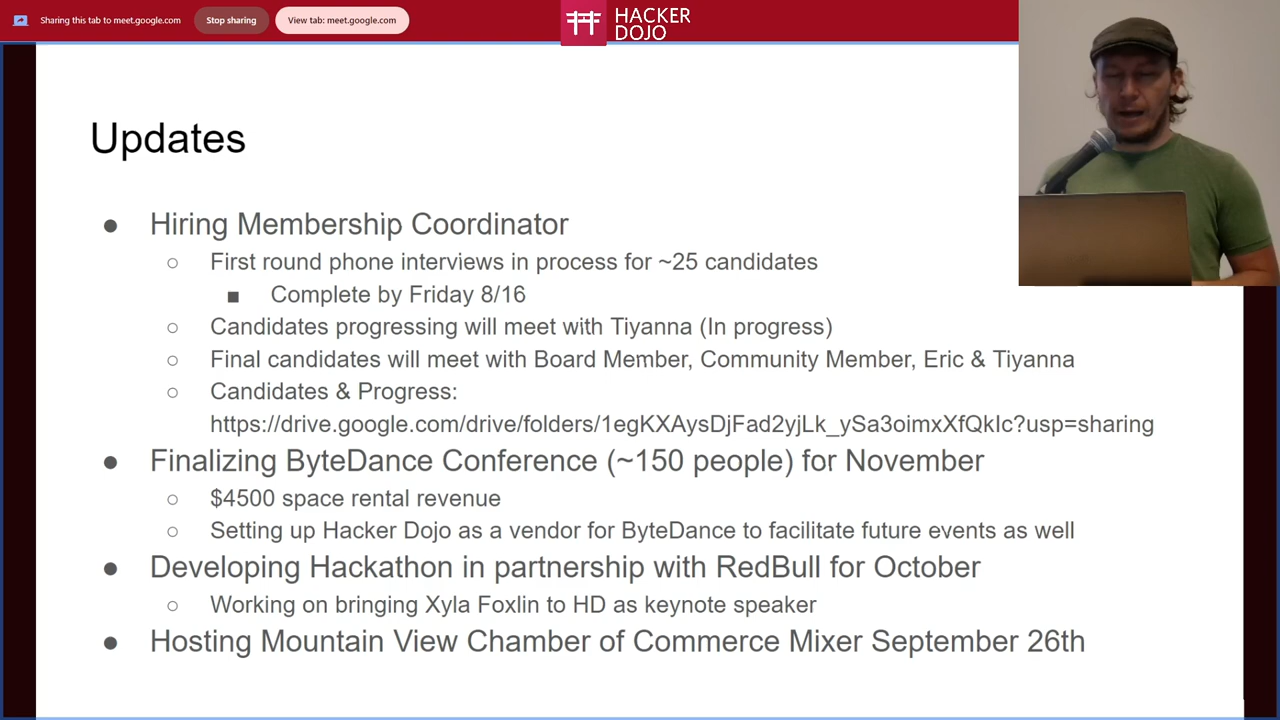 Sharing this tab to meet.google.com
Stop sharing
View tab: meet.google.com
HACKER
DOJO
Updates
● Hiring Membership Coordinator
○ First round phone interviews in process for ~25 candidates
■ Complete by Friday 8/16
○ Candidates progressing will meet with Tiyanna (In progress)
○ Final candidates will meet with Board Member, Community Member, Eric & Tiyanna
○ Candidates & Progress:
https://drive.google.com/drive/folders/1egKXAysDjFad2yjLk_ySa3oimxXfQkIc?usp=sharing
● Finalizing ByteDance Conference (~150 people) for November
○ $4500 space rental revenue
○ Setting up Hacker Dojo as a vendor for ByteDance to facilitate future events as well
● Developing Hackathon in partnership with RedBull for October
○ Working on bringing Xyla Foxlin to HD as keynote speaker
● Hosting Mountain View Chamber of Commerce Mixer September 26th